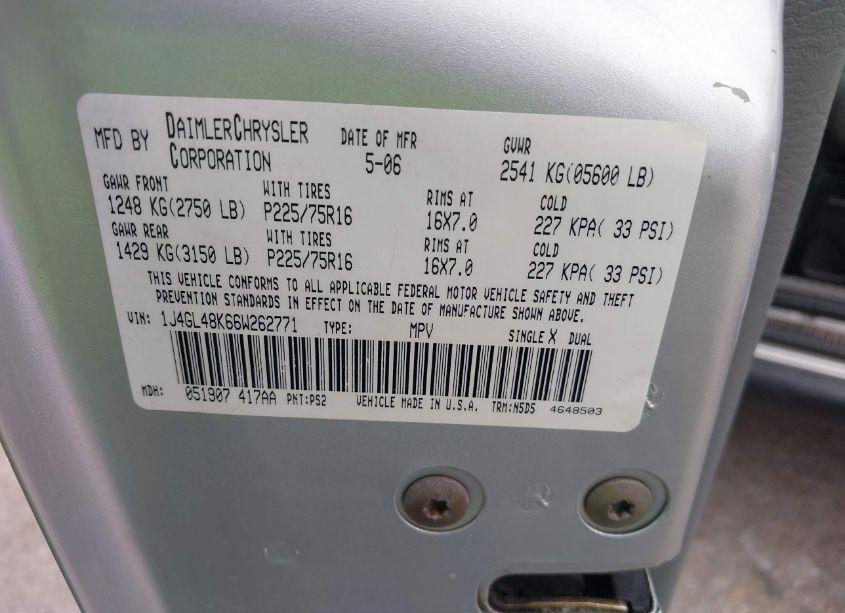 MFD BY DAIMLERCHRYSLER CORPORATION DATE OF MFR 5-06 GVWR 2541 KG(05600 LB)
GAWR FRONT WITH TIRES RIMS AT COLD
1248 KG(2750 LB) P225/75R16 16X7.0 227 KPA( 33 PSI)
GAWR REAR WITH TIRES RIMS AT COLD
1429 KG(3150 LB) P225/75R16 16X7.0 227 KPA( 33 PSI)
THIS VEHICLE CONFORMS TO ALL APPLICABLE FEDERAL MOTOR VEHICLE SAFETY AND THEFT
PREVENTION STANDARDS IN EFFECT ON THE DATE OF MANUFACTURE SHOWN ABOVE.
VIN: 1J4GL48K66W262771 TYPE: MPV SINGLE X DUAL
MDH: 051907 417AA PNT:PS2 VEHICLE MADE IN U.S.A. TRM:N5D5 4648503